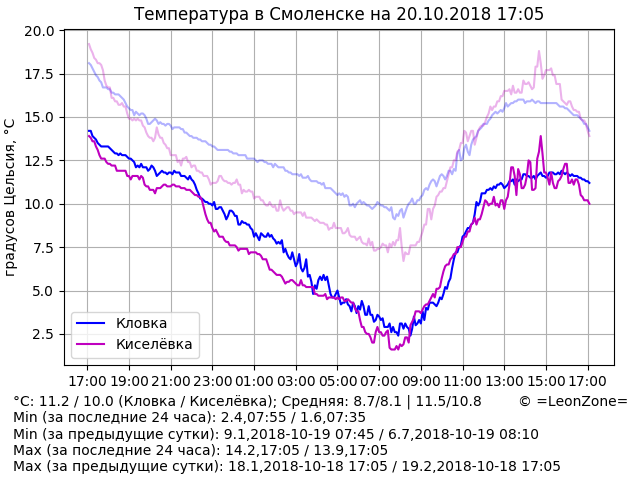 Температура в Смоленске на 20.10.2018 17:05
градусов Цельсия, °C
20.0
17.5
15.0
12.5
10.0
7.5
5.0
2.5
Кловка
Киселёвка
17:00 19:00 21:00 23:00 01:00 03:00 05:00 07:00 09:00 11:00 13:00 15:00 17:00
°C: 11.2 / 10.0 (Кловка / Киселёвка); Средняя: 8.7/8.1 | 11.5/10.8 © =LeonZone=
Min (за последние 24 часа): 2.4,07:55 / 1.6,07:35
Min (за предыдущие сутки): 9.1,2018-10-19 07:45 / 6.7,2018-10-19 08:10
Max (за последние 24 часа): 14.2,17:05 / 13.9,17:05
Max (за предыдущие сутки): 18.1,2018-10-18 17:05 / 19.2,2018-10-18 17:05